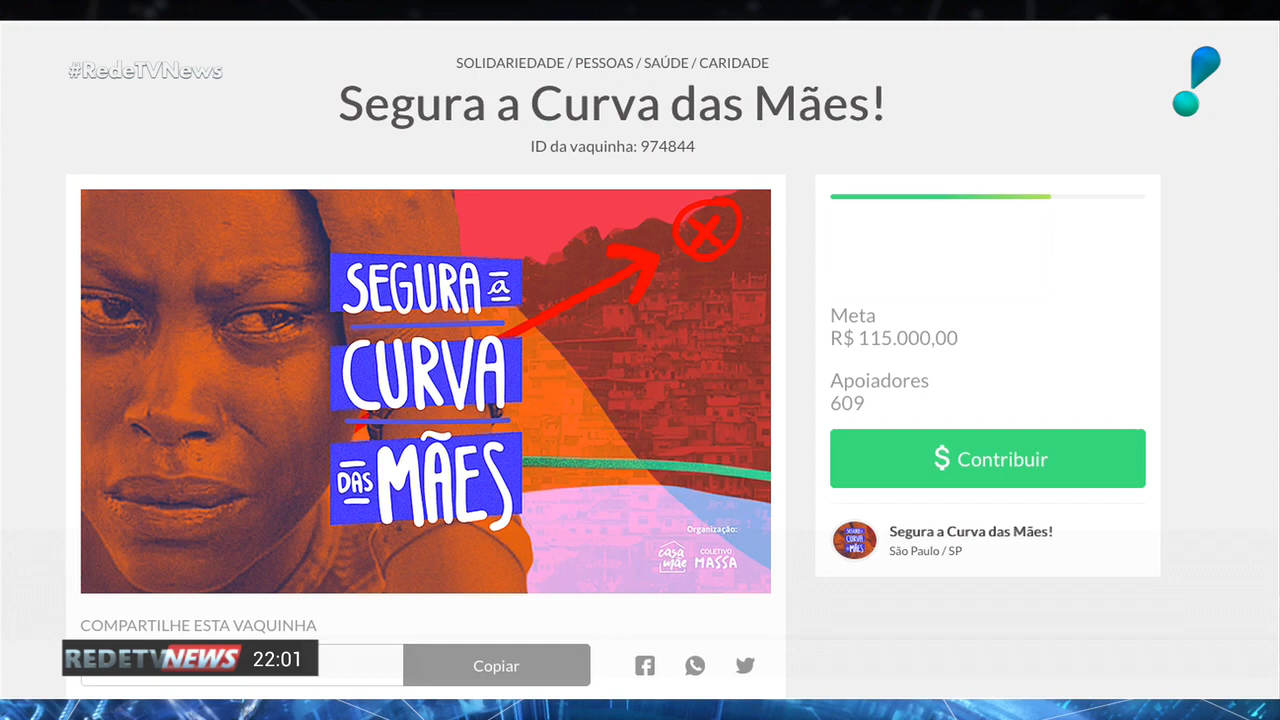 #RedeTVNews
SOLIDARIEDADE / PESSOAS / SAÚDE / CARIDADE
Segura a Curva das Mães!
ID da vaquinha: 974844
SEGURA a
CURVA
DAS MÃES
Organização:
casa mãe
COLETIVO MASSA
Meta
R$ 115.000,00
Apoiadores
609
$ Contribuir
Segura a Curva das Mães!
São Paulo / SP
COMPARTILHE ESTA VAQUINHA
Copiar
REDETV NEWS 22:01